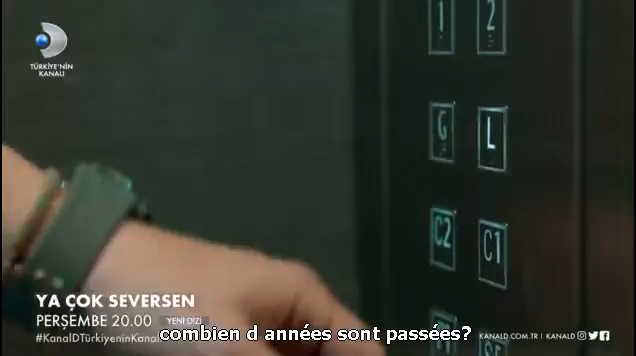 1 2
TÜRKİYE'NİN
KANALI
G L
C2 C1
YA ÇOK SEVERSEN
PERŞEMBE 20.00 YENİ DİZİ
#KanalDTürkiyeninKanal
combien d années sont passées?
KANALD.COM.TR | KANALD